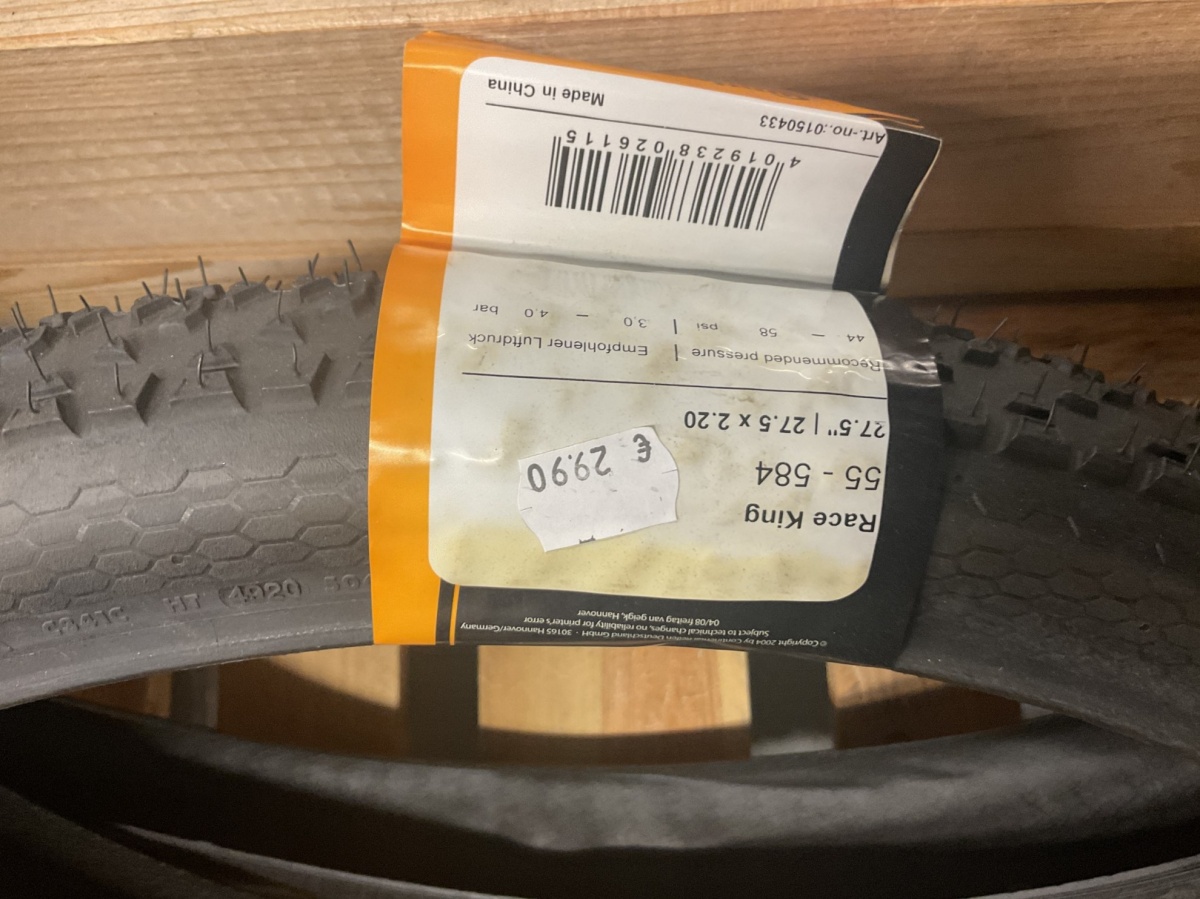 © Copyright 2004 by Continental Reifen Deutschland GmbH · 30165 Hannover/Germany
Subject to technical changes, no reliability for printer's error
04/08 freitag van geigk, Hannover
Race King
55 - 584
27.5" | 27.5 x 2.20
€ 29.90
Recommended pressure | Empfohlener Luftdruck
44 — 58 psi | 3,0 — 4,0 bar
4 019238 026115
Art.-no.:0150433
Made in China
HT 4920